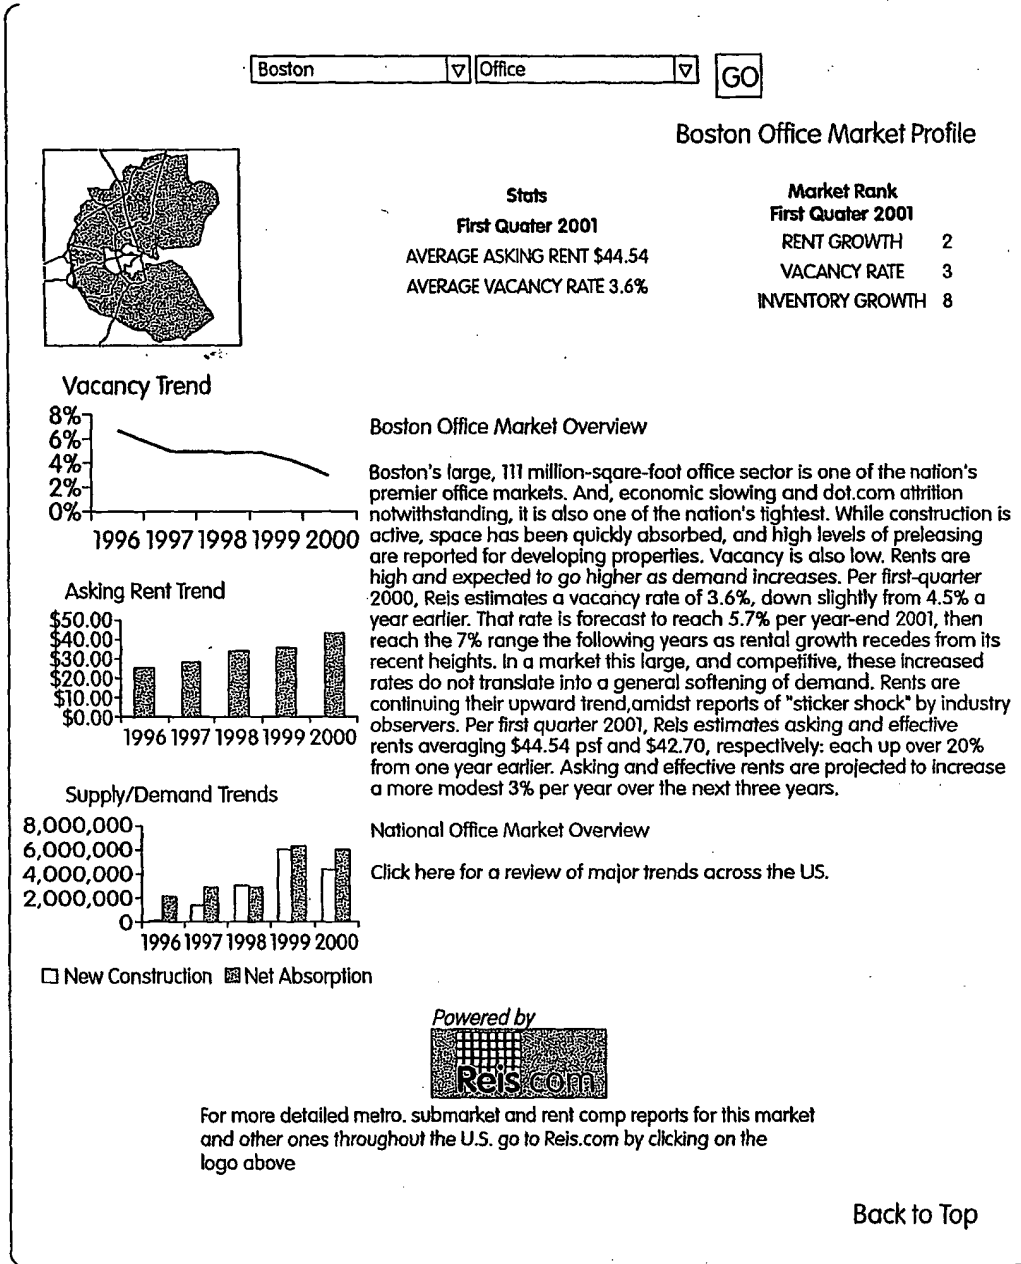 Boston Office GO
Boston Office Market Profile
Stats
First Quater 2001
AVERAGE ASKING RENT $44.54
AVERAGE VACANCY RATE 3.6%
Market Rank
First Quater 2001
RENT GROWTH 2
VACANCY RATE 3
INVENTORY GROWTH 8
Vacancy Trend
8%
6%
4%
2%
0%
1996 1997 1998 1999 2000
Asking Rent Trend
$50.00
$40.00
$30.00
$20.00
$10.00
$0.00
1996 1997 1998 1999 2000
Supply/Demand Trends
8,000,000
6,000,000
4,000,000
2,000,000
0
1996 1997 1998 1999 2000
New Construction Net Absorption
Boston Office Market Overview
Boston's large, 111 million-sqare-foot office sector is one of the nation's
premier office markets. And, economic slowing and dot.com attrition
notwithstanding, it is also one of the nation's tightest. While construction is
active, space has been quickly absorbed, and high levels of preleasing
are reported for developing properties. Vacancy is also low. Rents are
high and expected to go higher as demand increases. Per first-quarter
2000, Reis estimates a vacancy rate of 3.6%, down slightly from 4.5% a
year earlier. That rate is forecast to reach 5.7% per year-end 2001, then
reach the 7% range the following years as rental growth recedes from its
recent heights. In a market this large, and competitive, these increased
rates do not translate into a general softening of demand. Rents are
continuing their upward trend,amidst reports of "sticker shock" by industry
observers. Per first quarter 2001, Reis estimates asking and effective
rents averaging $44.54 psf and $42.70, respectively: each up over 20%
from one year earlier. Asking and effective rents are projected to increase
a more modest 3% per year over the next three years.
National Office Market Overview
Click here for a review of major trends across the US.
Powered by
Reis.com
For more detailed metro. submarket and rent comp reports for this market
and other ones throughout the U.S. go to Reis.com by clicking on the
logo above
Back to Top